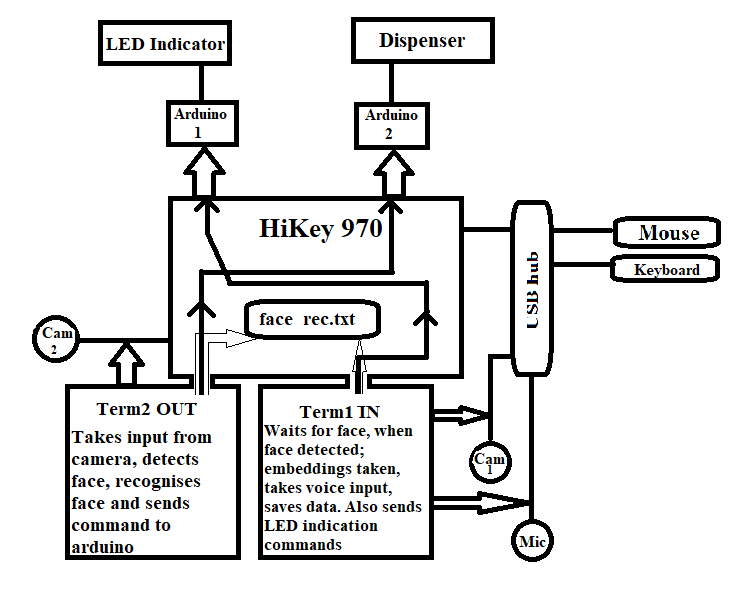 LED Indicator
Dispenser
Arduino
1
Arduino
2
HiKey 970
USB hub
Mouse
Keyboard
face rec.txt
Cam
2
Term2 OUT
Takes input from
camera, detects
face, recognises
face and sends
command to
arduino
Term1 IN
Waits for face, when
face detected;
embeddings taken,
takes voice input,
saves data. Also sends
LED indication
commands
Cam
1
Mic